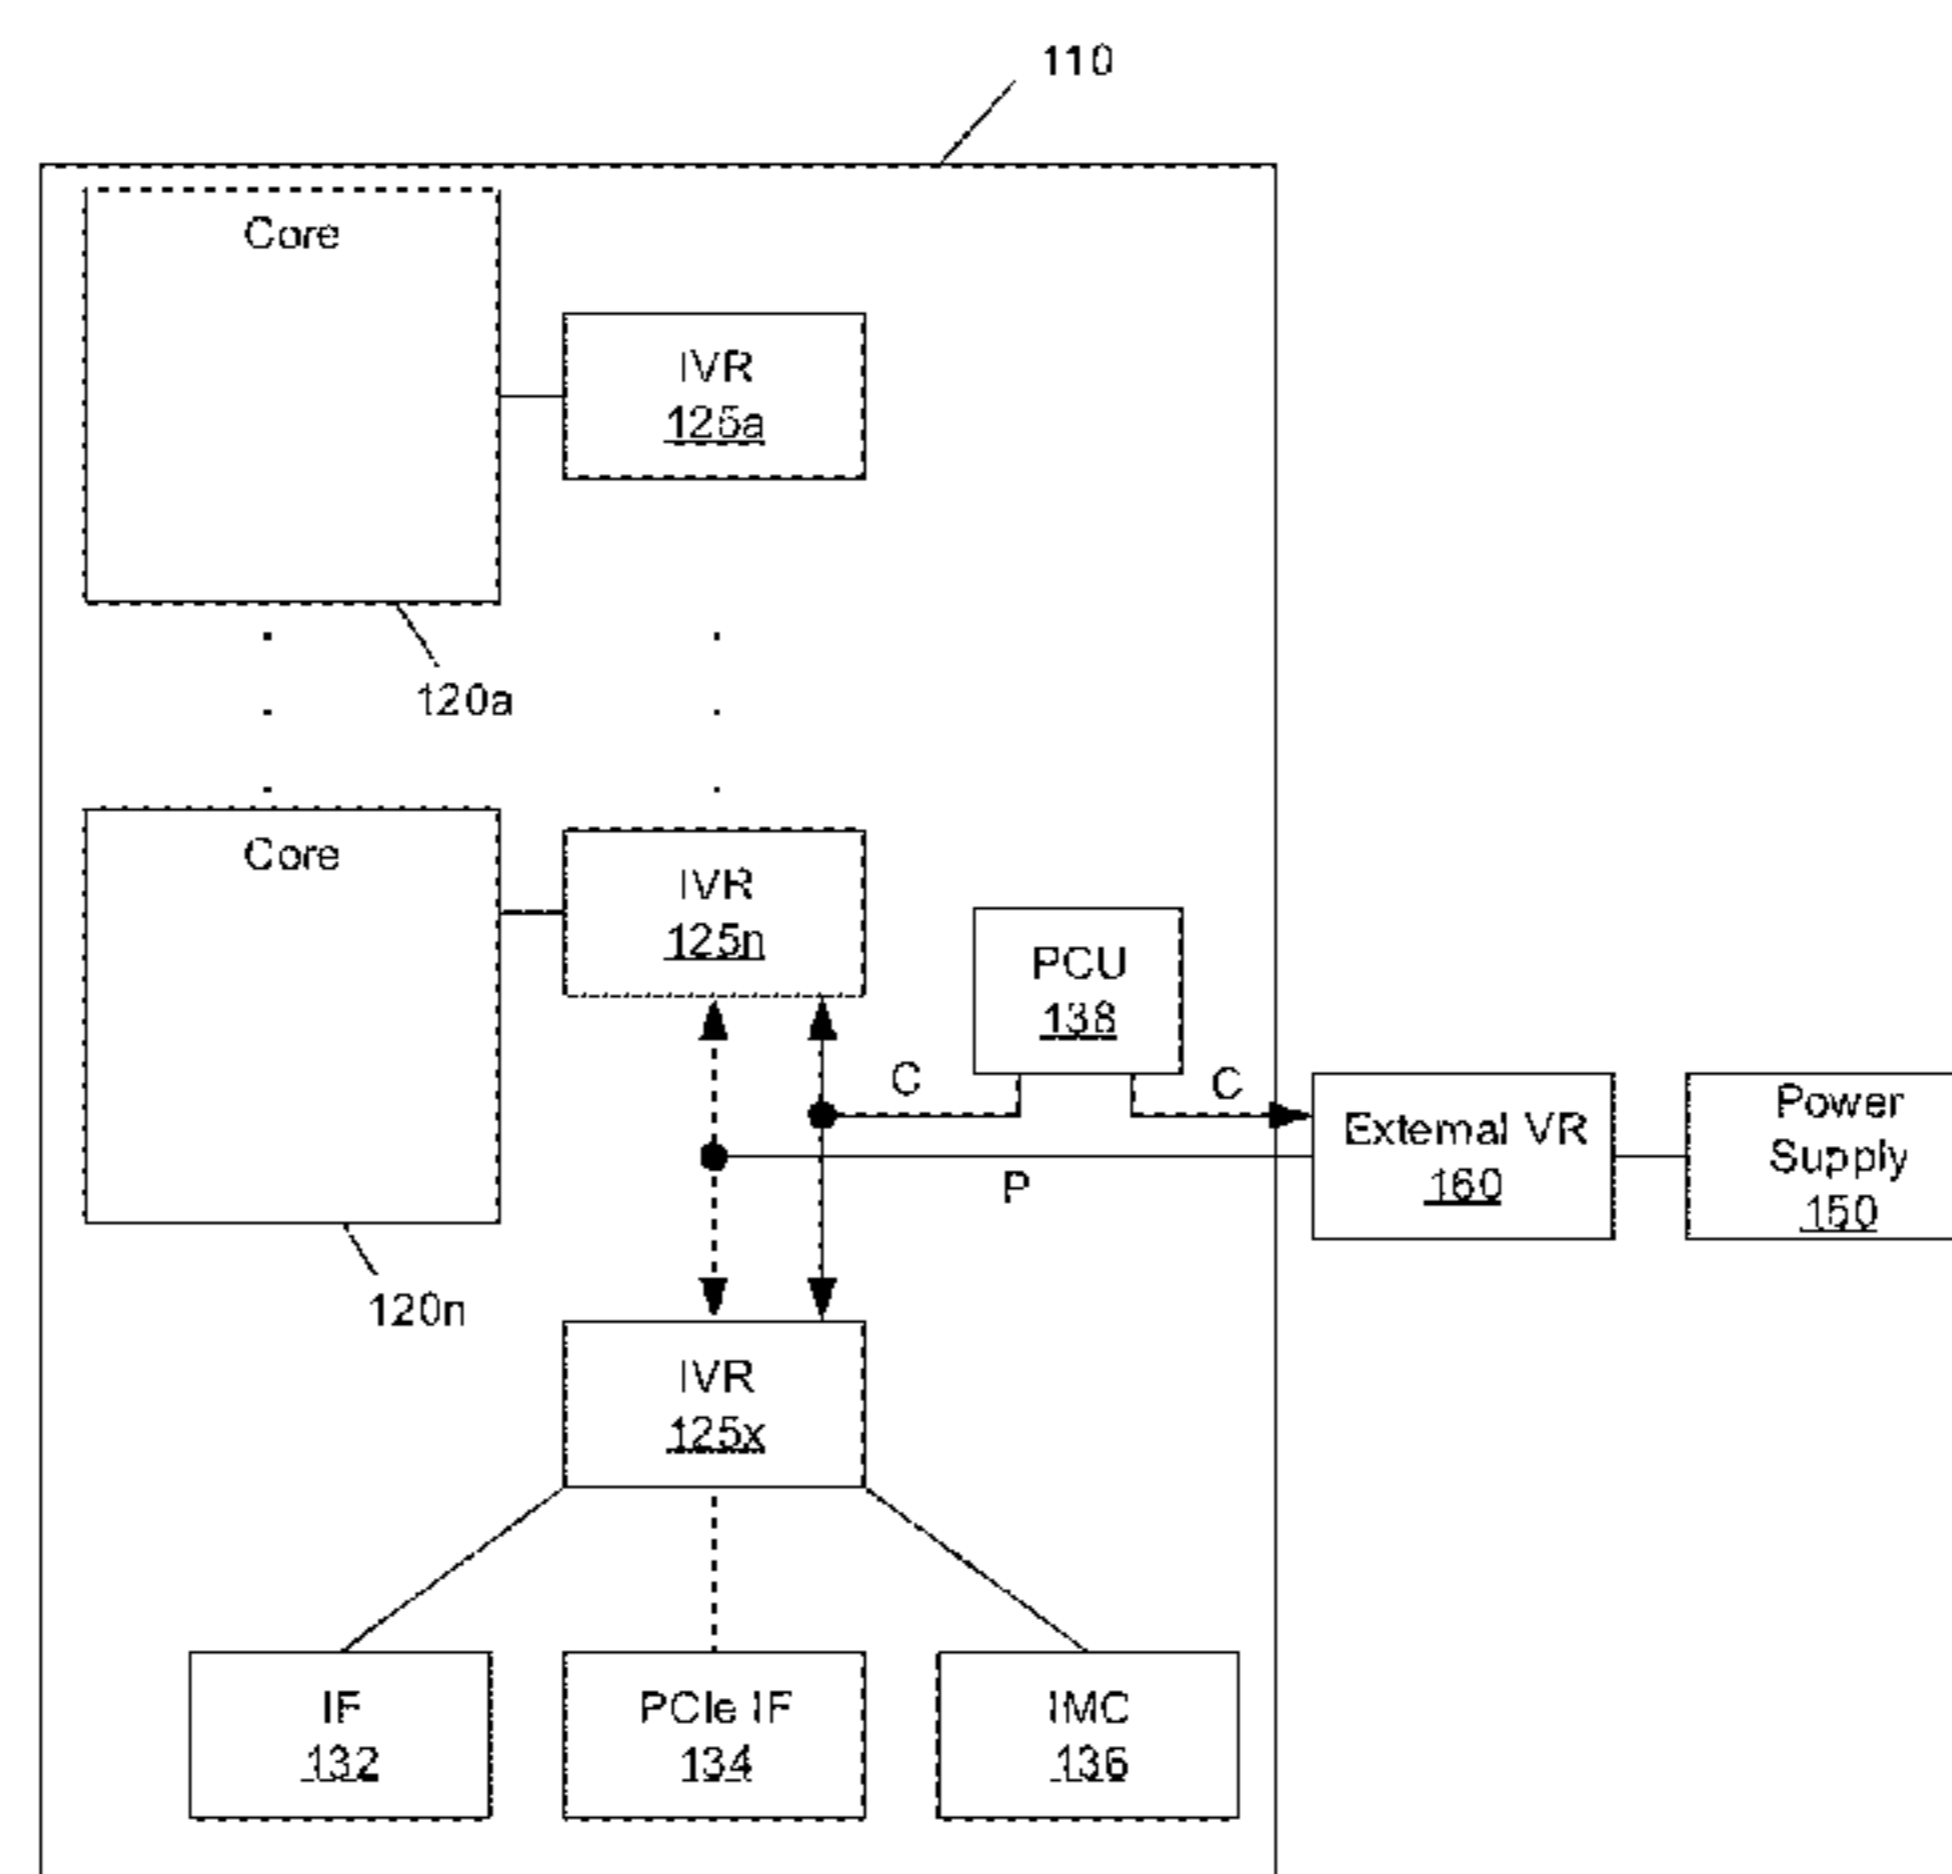 110
Core
IVR
125a
120a
Core
IVR
125n
PCU
138
C
C
External VR
160
Power
Supply
150
P
120n
IVR
125x
IF
132
PCIe IF
134
IMC
136